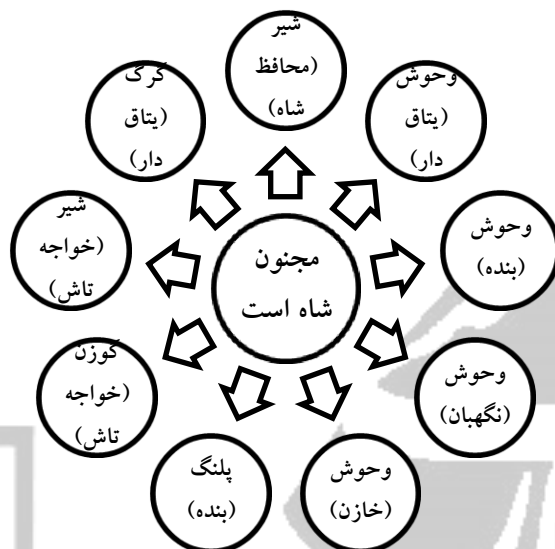 شیر
(محافظ
شاه)
وحوش
(یتاق
دار)
وحوش
(بنده)
وحوش
(نگهبان)
وحوش
(خازن)
پلنگ
(بنده)
گوزن
(خواجه
تاش)
شیر
(خواجه
تاش)
گرگ
(یتاق
دار)
مجنون
شاه است